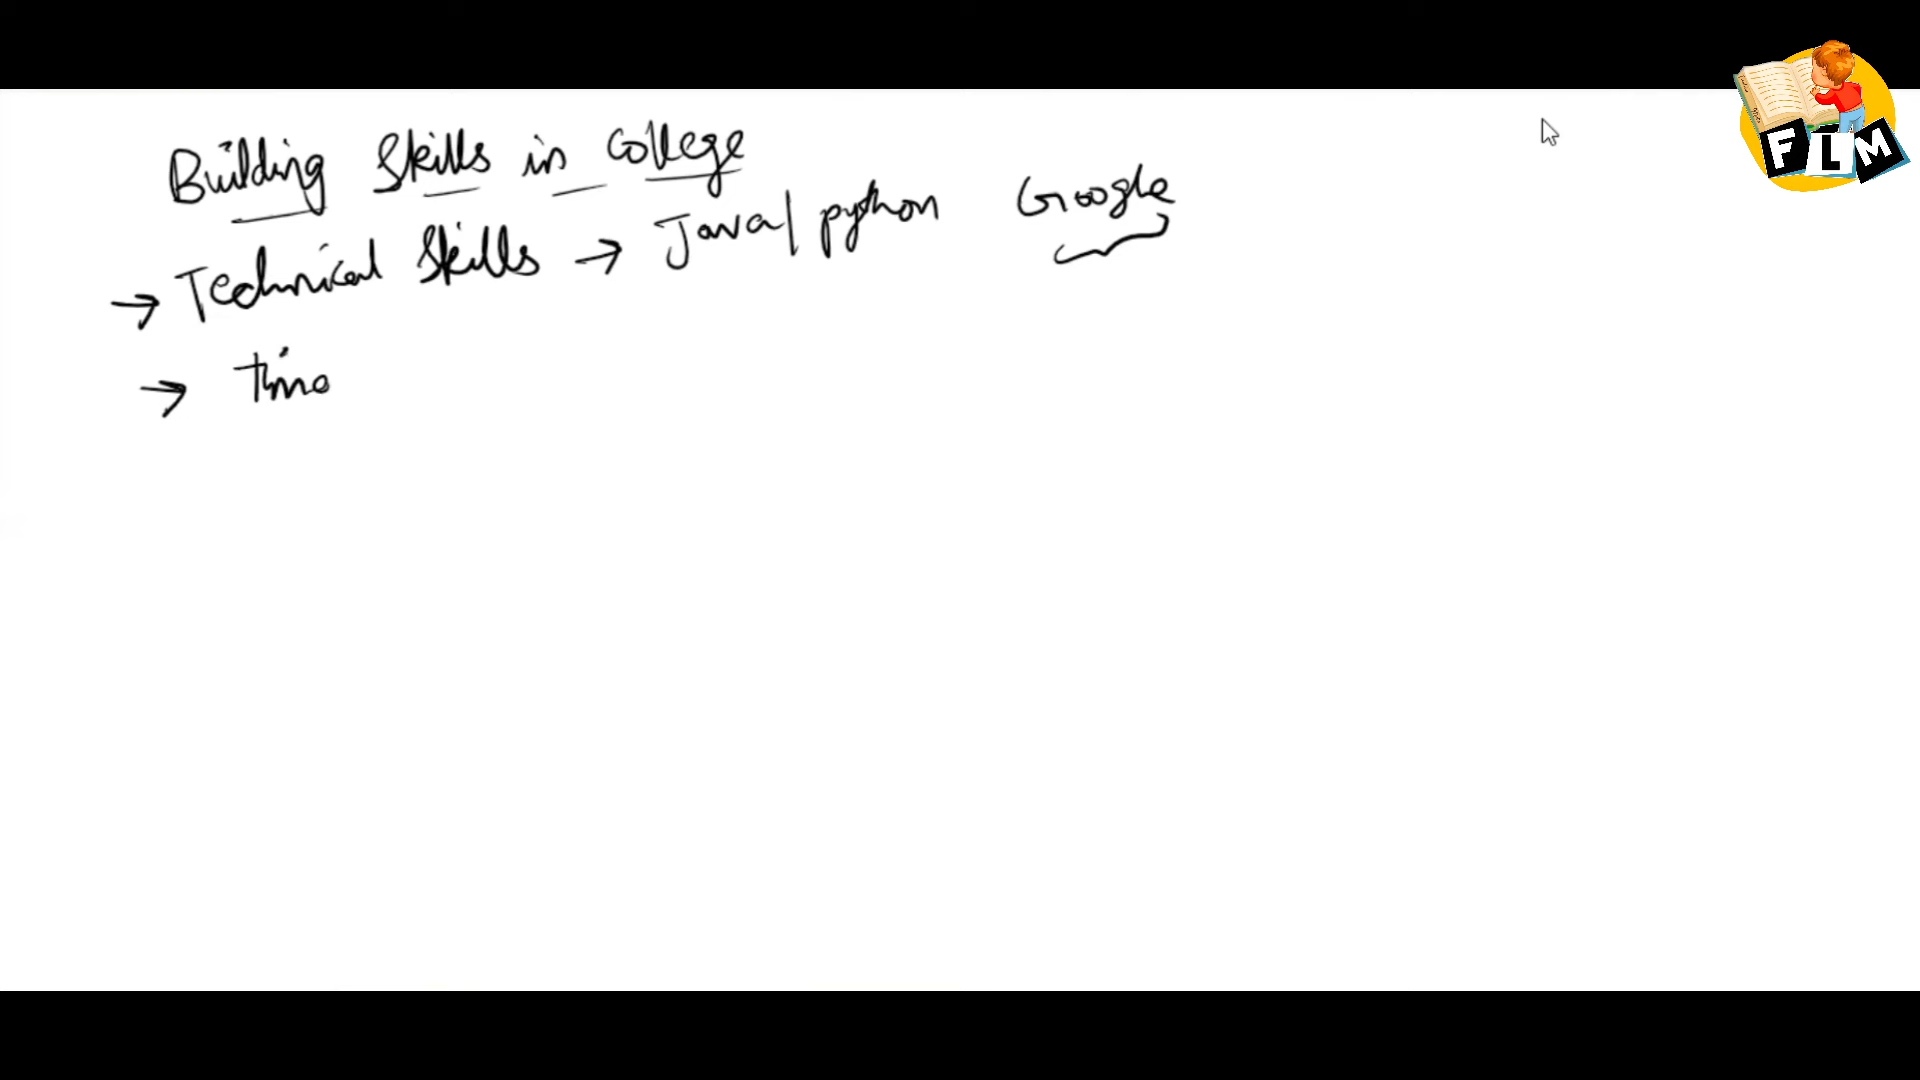 Building Skills in College
→ Technical Skills → Java/python Google
→ Time
FLM